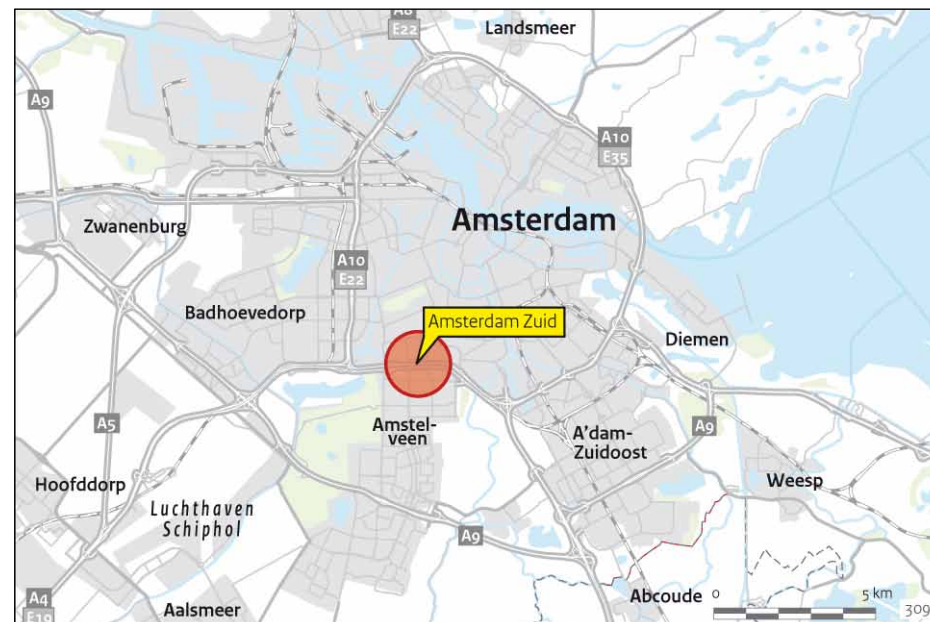 A8
E22
Landsmeer
A9
A10
E35
Amsterdam
Zwanenburg
A10
E22
Badhoevedorp
Amsterdam Zuid
Diemen
Amstel-
veen
A5
A'dam-
Zuidoost
A9
Hoofddorp
Weesp
Luchthaven
Schiphol
A9
A4
E19
Aalsmeer
Abcoude
0
5 km
309